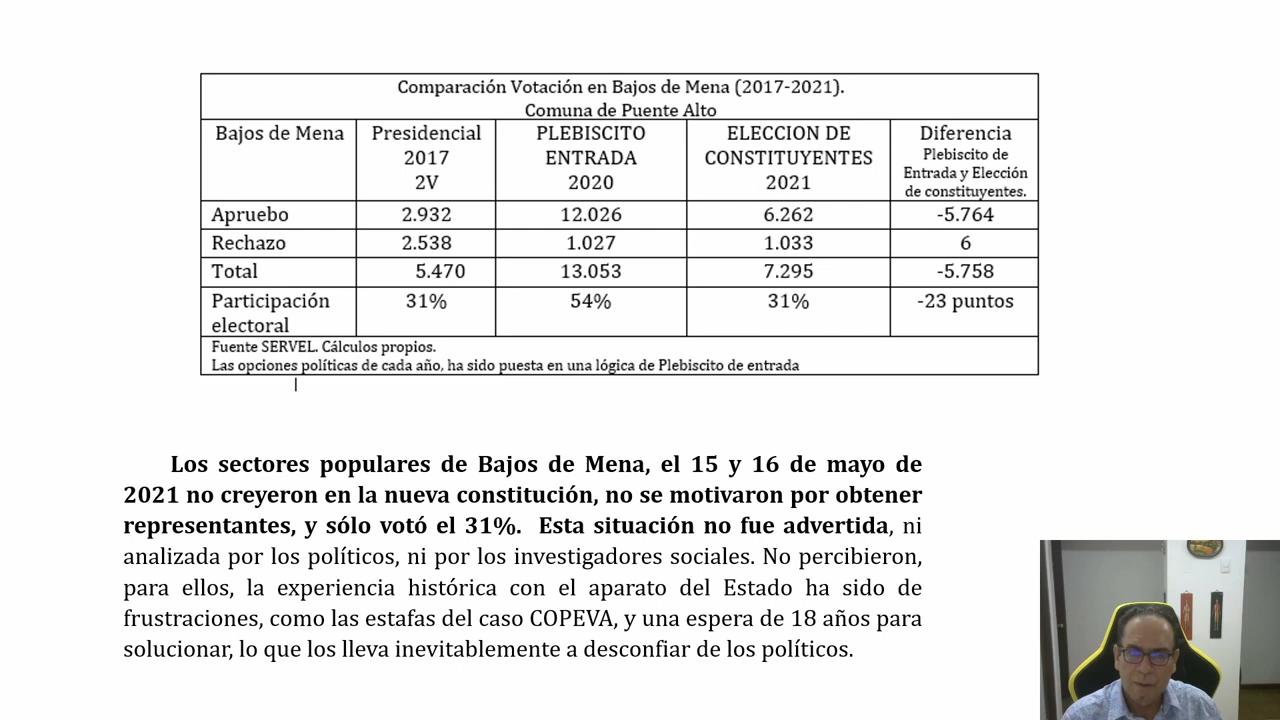 Comparación Votación en Bajos de Mena (2017-2021).
Comuna de Puente Alto
Bajos de Mena
Presidencial
2017
2V
PLEBISCITO
ENTRADA
2020
ELECCION DE
CONSTITUYENTES
2021
Diferencia
Plebiscito de
Entrada y Elección
de constituyentes.
Apruebo 2.932 12.026 6.262 -5.764
Rechazo 2.538 1.027 1.033 6
Total 5.470 13.053 7.295 -5.758
Participación
electoral
31% 54% 31% -23 puntos
Fuente SERVEL. Cálculos propios.
Las opciones políticas de cada año, ha sido puesta en una lógica de Plebiscito de entrada
Los sectores populares de Bajos de Mena, el 15 y 16 de mayo de
2021 no creyeron en la nueva constitución, no se motivaron por obtener
representantes, y sólo votó el 31%. Esta situación no fue advertida, ni
analizada por los políticos, ni por los investigadores sociales. No percibieron,
para ellos, la experiencia histórica con el aparato del Estado ha sido de
frustraciones, como las estafas del caso COPEVA, y una espera de 18 años para
solucionar, lo que los lleva inevitablemente a desconfiar de los políticos.